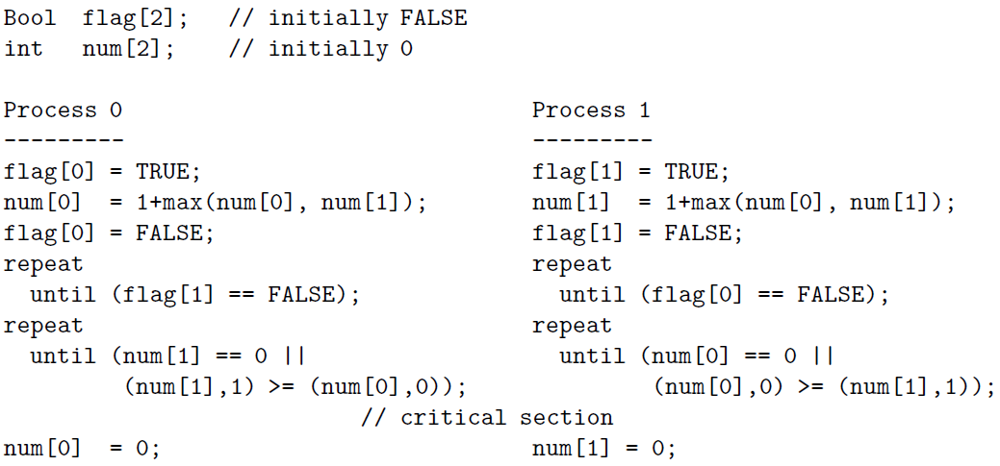 Bool flag[2]; // initially FALSE
int num[2]; // initially 0
Process 0 Process 1
--------- ---------
flag[0] = TRUE; flag[1] = TRUE;
num[0] = 1+max(num[0], num[1]); num[1] = 1+max(num[0], num[1]);
flag[0] = FALSE; flag[1] = FALSE;
repeat repeat
until (flag[1] == FALSE); until (flag[0] == FALSE);
repeat repeat
until (num[1] == 0 || until (num[0] == 0 ||
(num[1],1) >= (num[0],0)); (num[0],0) >= (num[1],1));
// critical section
num[0] = 0; num[1] = 0;